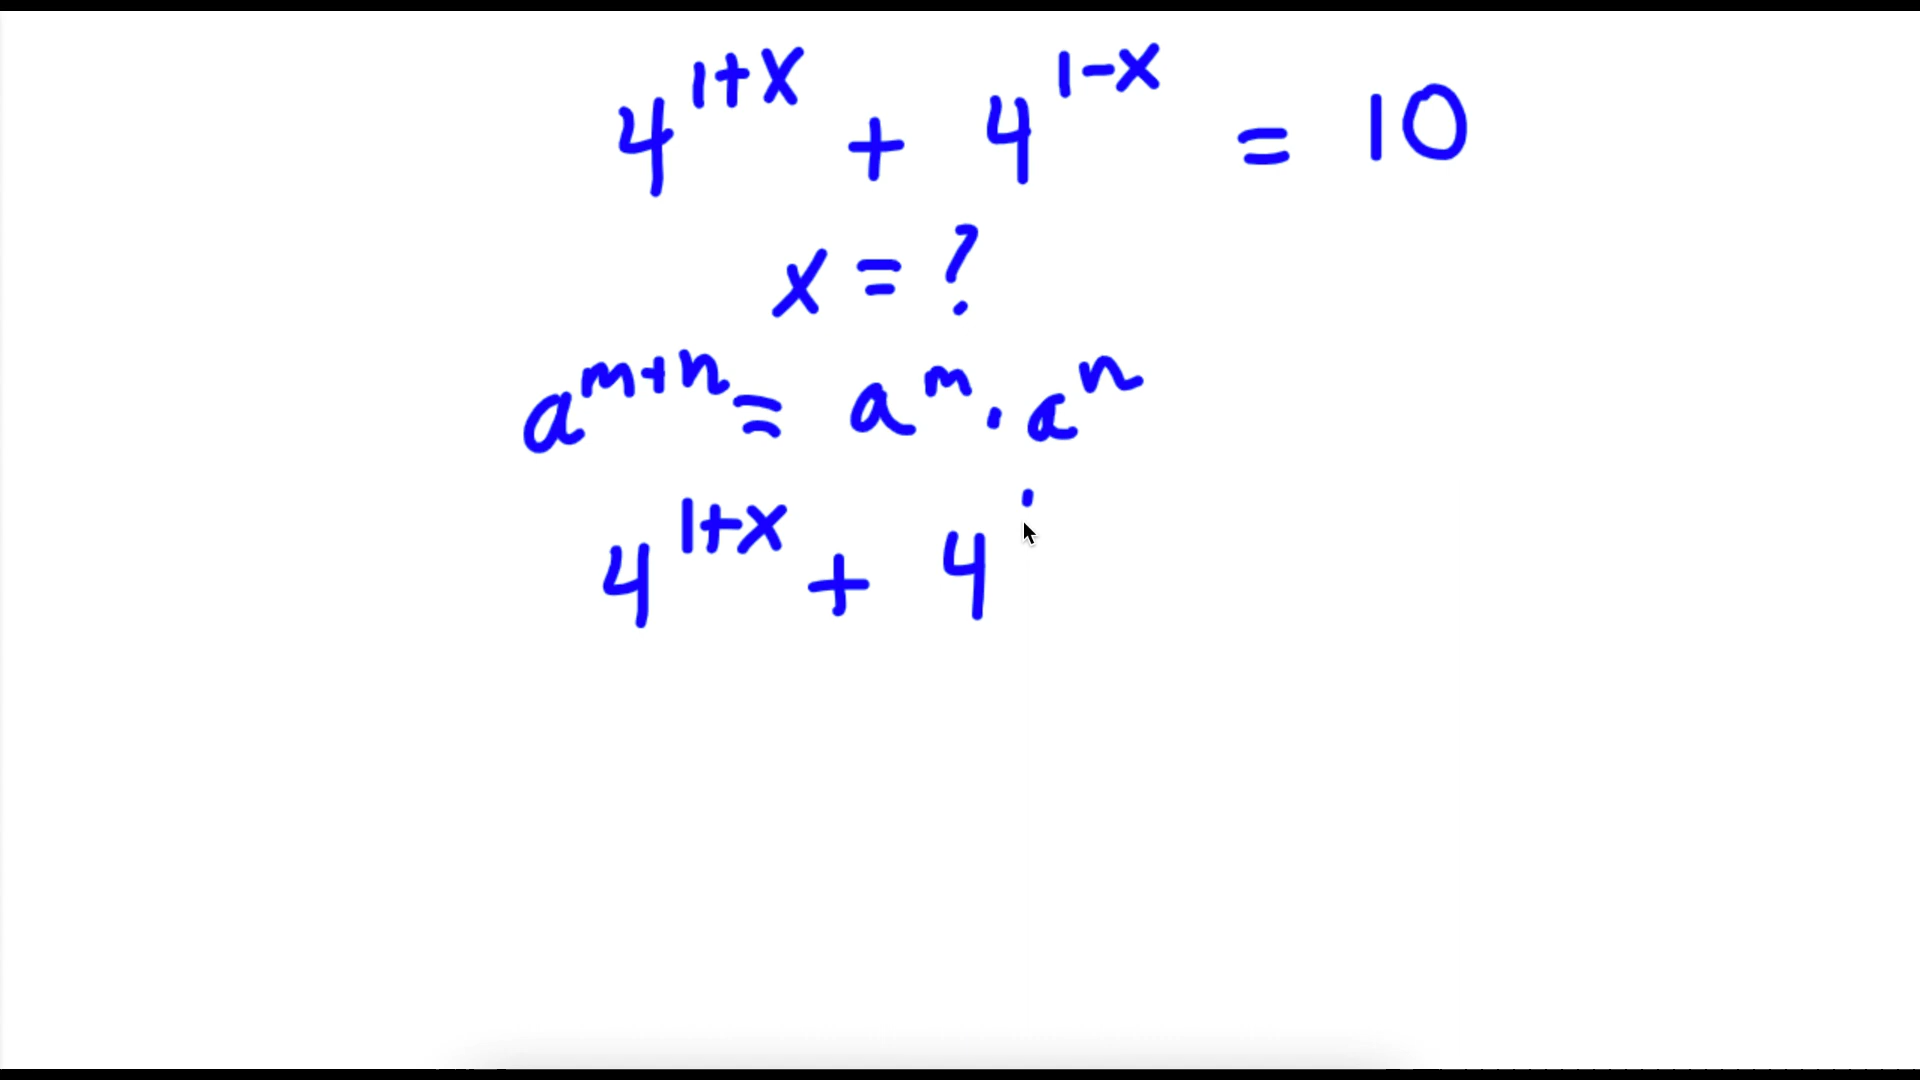 4^{1+x} + 4^{1-x} = 10
x = ?
a^{m+n} = a^m · a^n
4^{1+x} + 4